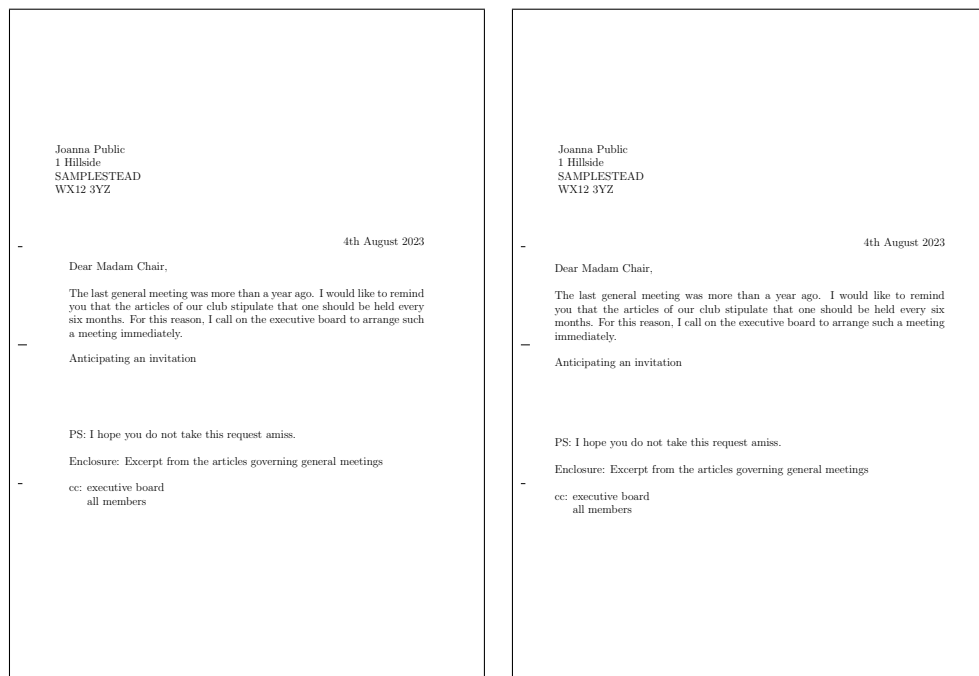 Joanna Public
1 Hillside
SAMPLESTEAD
WX12 3YZ
4th August 2023
Dear Madam Chair,
The last general meeting was more than a year ago. I would like to remind
you that the articles of our club stipulate that one should be held every
six months. For this reason, I call on the executive board to arrange such
a meeting immediately.
Anticipating an invitation
PS: I hope you do not take this request amiss.
Enclosure: Excerpt from the articles governing general meetings
cc: executive board
all members
Joanna Public
1 Hillside
SAMPLESTEAD
WX12 3YZ
4th August 2023
Dear Madam Chair,
The last general meeting was more than a year ago. I would like to remind
you that the articles of our club stipulate that one should be held every six
months. For this reason, I call on the executive board to arrange such a meeting
immediately.
Anticipating an invitation
PS: I hope you do not take this request amiss.
Enclosure: Excerpt from the articles governing general meetings
cc: executive board
all members